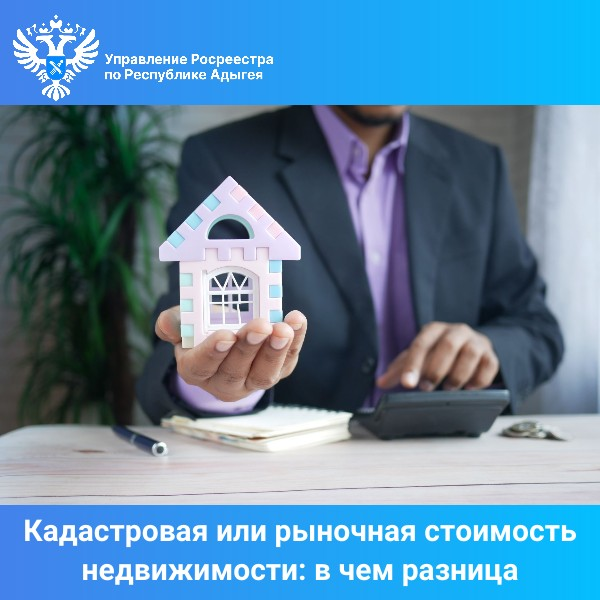 Управление Росреестра
по Республике Адыгея
Кадастровая или рыночная стоимость
недвижимости: в чем разница